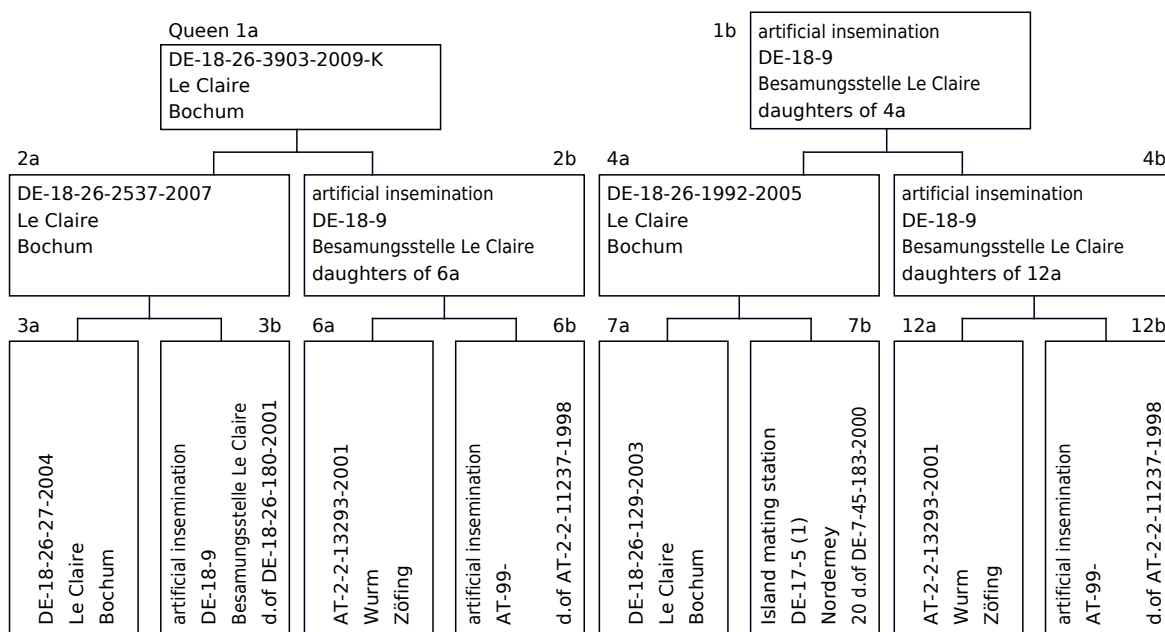 Queen 1a
DE-18-26-3903-2009-K
Le Claire
Bochum
1b
artificial insemination
DE-18-9
Besamungsstelle Le Claire
daughters of 4a
2a
DE-18-26-2537-2007
Le Claire
Bochum
2b
artificial insemination
DE-18-9
Besamungsstelle Le Claire
daughters of 6a
4a
DE-18-26-1992-2005
Le Claire
Bochum
4b
artificial insemination
DE-18-9
Besamungsstelle Le Claire
daughters of 12a
3a
DE-18-26-27-2004
Le Claire
Bochum
3b
artificial insemination
DE-18-9
Besamungsstelle Le Claire
d.of DE-18-26-180-2001
6a
AT-2-2-13293-2001
Wurm
Zöfing
6b
artificial insemination
AT-99-
d.of AT-2-2-11237-1998
7a
DE-18-26-129-2003
Le Claire
Bochum
7b
Island mating station
DE-17-5 (1)
Norderney
20 d.of DE-7-45-183-2000
12a
AT-2-2-13293-2001
Wurm
Zöfing
12b
artificial insemination
AT-99-
d.of AT-2-2-11237-1998